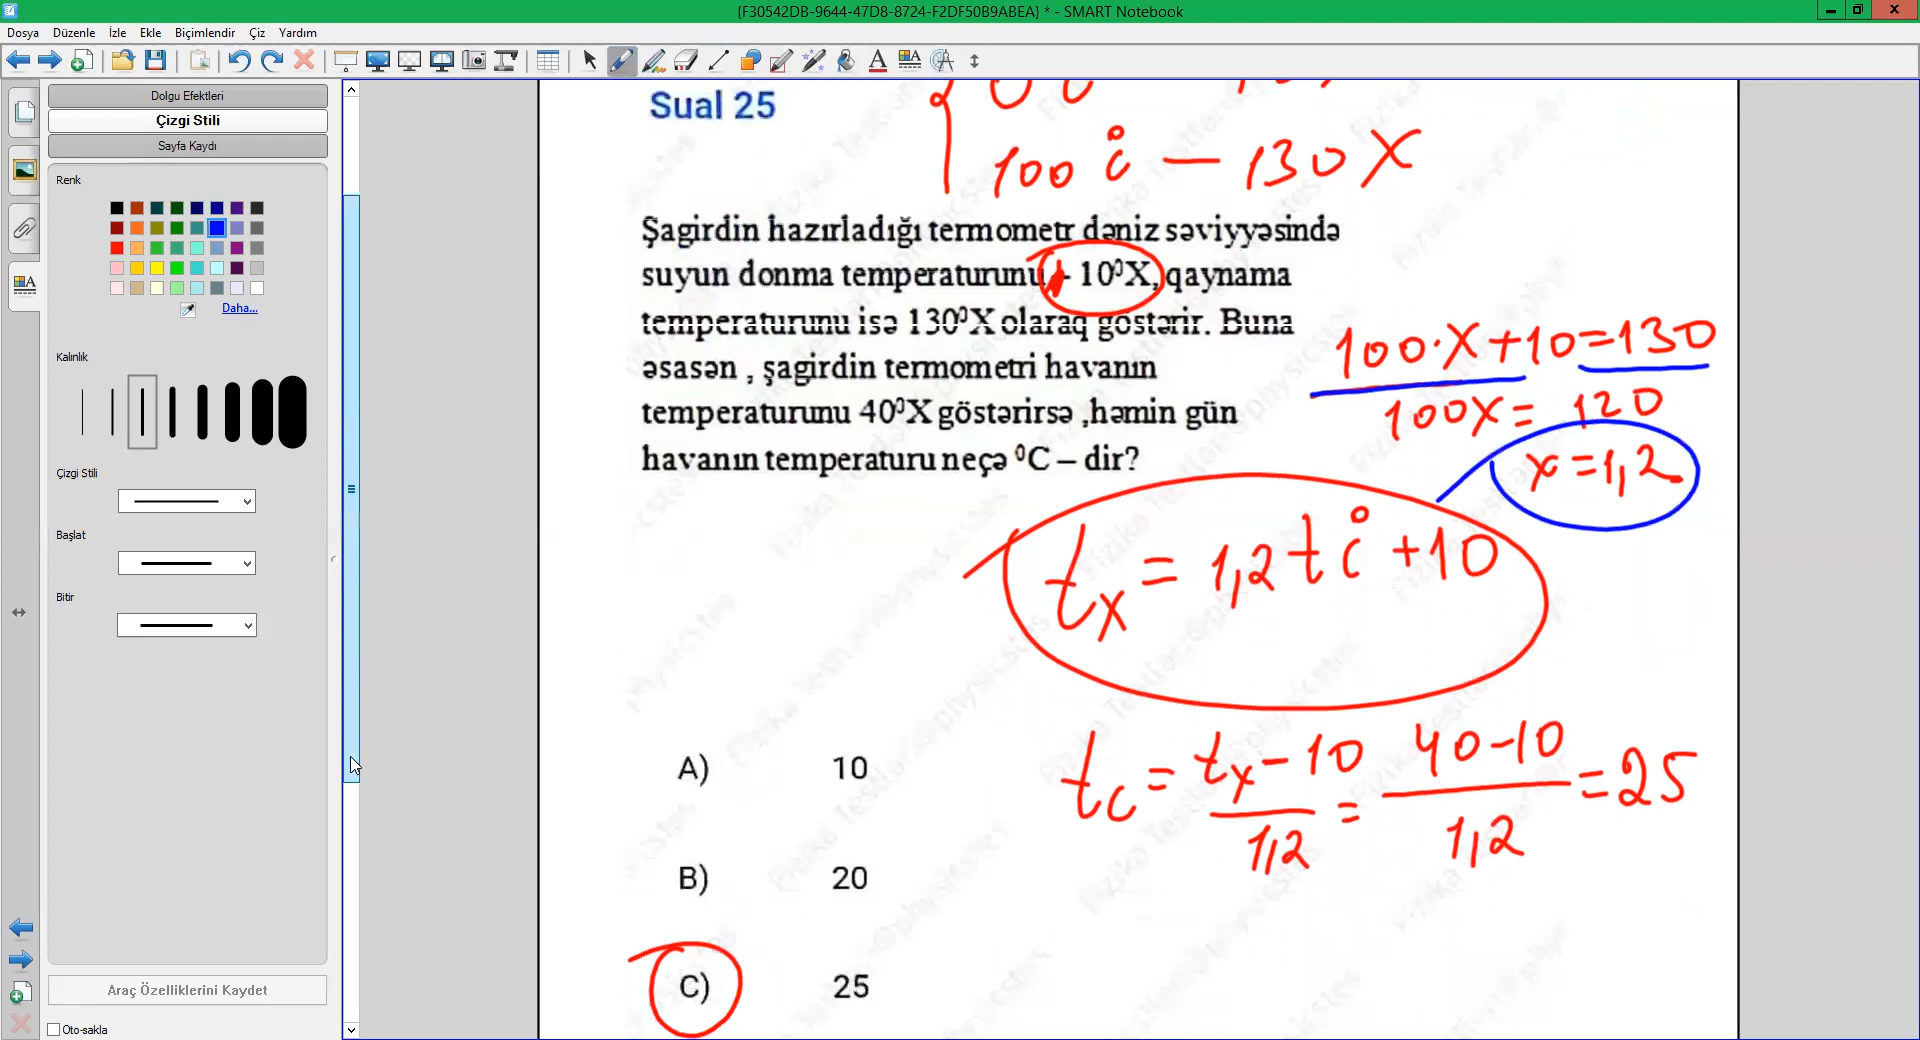 {F30542DB-9644-47D8-8724-F2DF50B9ABEA} * - SMART Notebook
Dosya Düzenle İzle Ekle Biçimlendir Çiz Yardım
Dolgu Efektleri
Çizgi Stili
Sayfa Kaydı
Renk
Daha...
Kalınlık
Çizgi Stili
Başlat
Bitir
Araç Özelliklerini Kaydet
Oto-sakla
Sual 25
100 °C — 130 X
Şagirdin hazırladığı termometr dəniz səviyyəsində
suyun donma temperaturunu - 10⁰X, qaynama
temperaturunu isə 130⁰X olaraq göstərir. Buna
əsasən , şagirdin termometri havanın
temperaturunu 40⁰X göstərirsə ,həmin gün
havanın temperaturu neçə ⁰C – dir?
100·X+10=130
100X= 120
x=1,2
tx = 1,2 t °C +10
tc = tx-10 / 1,2 = 40-10 / 1,2 = 25
A) 10
B) 20
C) 25